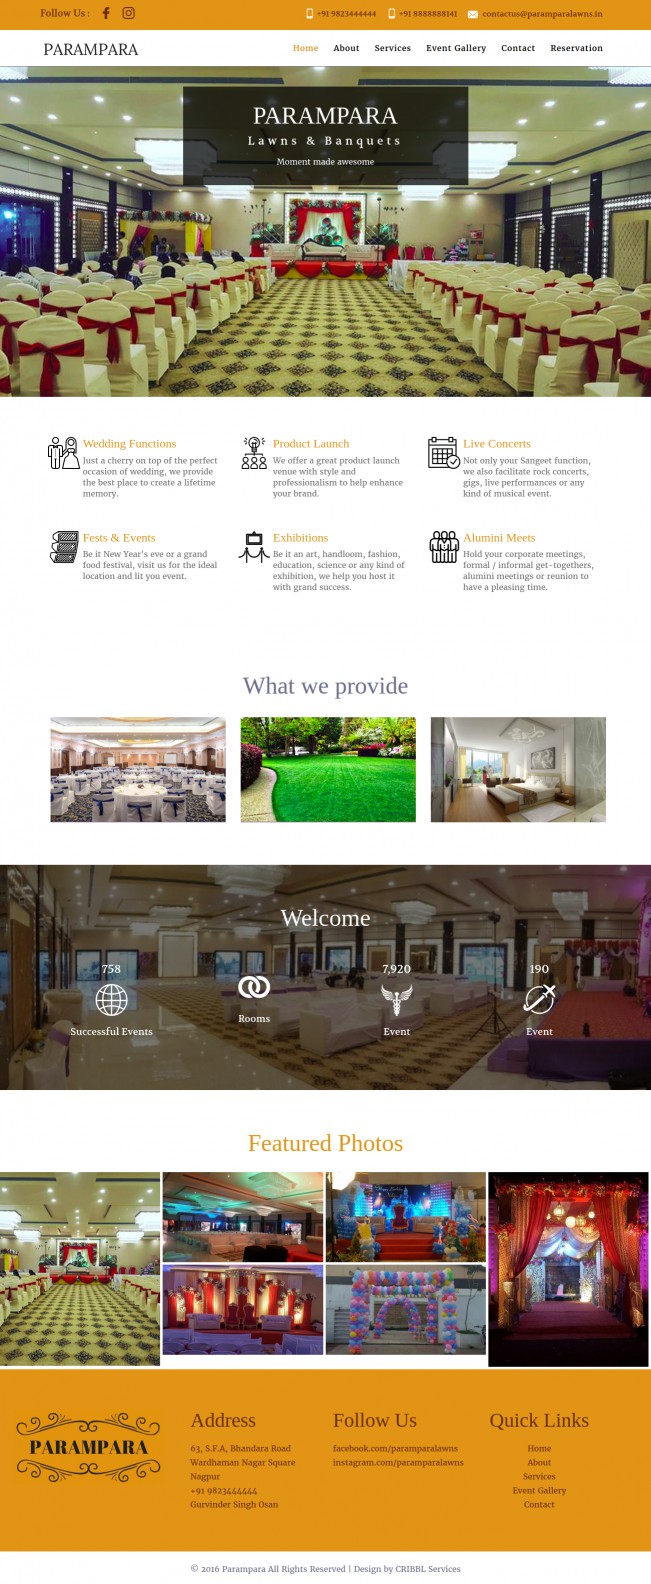 Follow Us :
+91 9823444444
+91 8888888141
contactus@paramparalawns.in
PARAMPARA
Home
About
Services
Event Gallery
Contact
Reservation
PARAMPARA
Lawns & Banquets
Moment made awesome
Wedding Functions
Just a cherry on top of the perfect
occasion of wedding, we provide
the best place to create a lifetime
memory.
Product Launch
We offer a great product launch
venue with style and
professionalism to help enhance
your brand.
Live Concerts
Not only your Sangeet function,
we also facilitate rock concerts,
gigs, live performances or any
kind of musical event.
Fests & Events
Be it New Year's eve or a grand
food festival, visit us for the ideal
location and lit you event.
Exhibitions
Be it an art, handloom, fashion,
education, science or any kind of
exhibition, we help you host it
with grand success.
Alumini Meets
Hold your corporate meetings,
formal / informal get-togethers,
alumini meetings or reunion to
have a pleasing time.
What we provide
Welcome
758
Successful Events
Rooms
7,920
Event
190
Event
Featured Photos
PARAMPARA
Address
63, S.F.A, Bhandara Road
Wardhaman Nagar Square
Nagpur
+91 9823444444
Gurvinder Singh Osan
Follow Us
facebook.com/paramparalawns
instagram.com/paramparalawns
Quick Links
Home
About
Services
Event Gallery
Contact
© 2016 Parampara All Rights Reserved | Design by CRIBBL Services